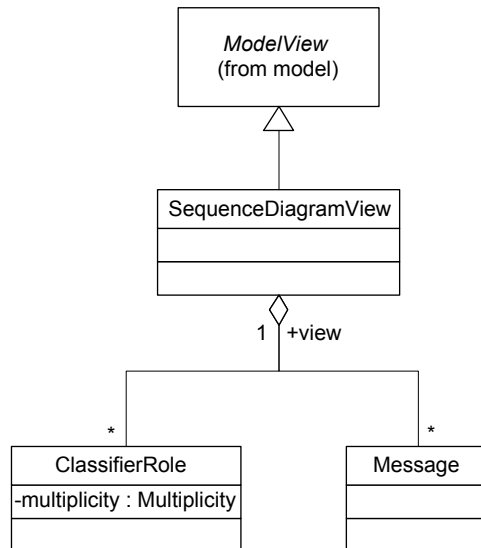 ModelView
(from model)
SequenceDiagramView
1 +view
* *
ClassifierRole Message
-multiplicity : Multiplicity